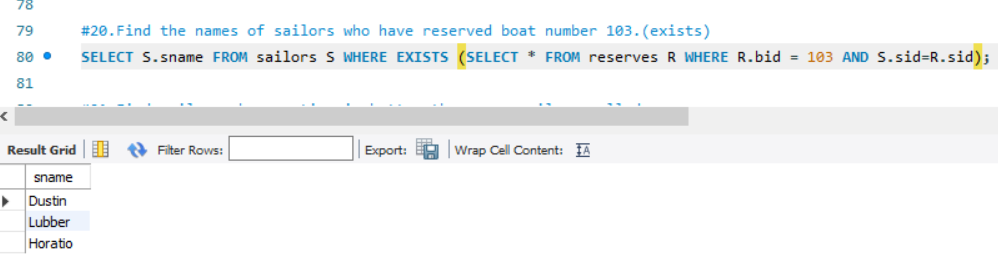 78
79 #20.Find the names of sailors who have reserved boat number 103.(exists)
80 SELECT S.sname FROM sailors S WHERE EXISTS (SELECT * FROM reserves R WHERE R.bid = 103 AND S.sid=R.sid);
81
Result Grid Filter Rows: Export: Wrap Cell Content: IA
sname
Dustin
Lubber
Horatio